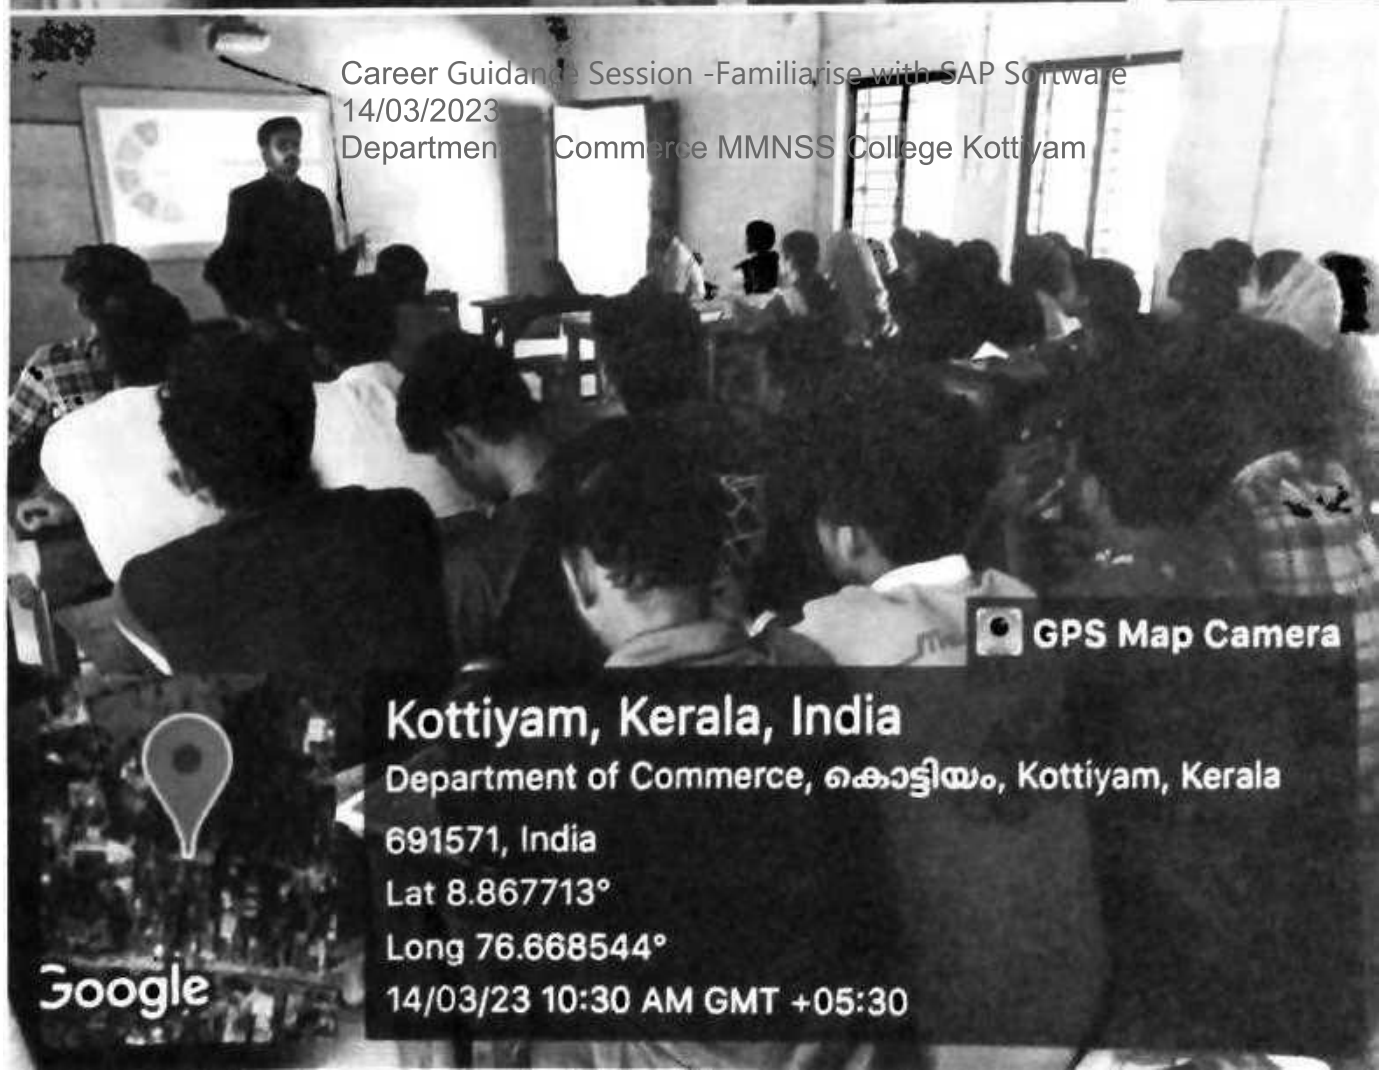 Career Guidance Session -Familiarise with SAP Software
14/03/2023
Department Commerce MMNSS College Kottiyam
GPS Map Camera
Kottiyam, Kerala, India
Department of Commerce, കൊട്ടിയം, Kottiyam, Kerala
691571, India
Lat 8.867713°
Long 76.668544°
14/03/23 10:30 AM GMT +05:30
Google